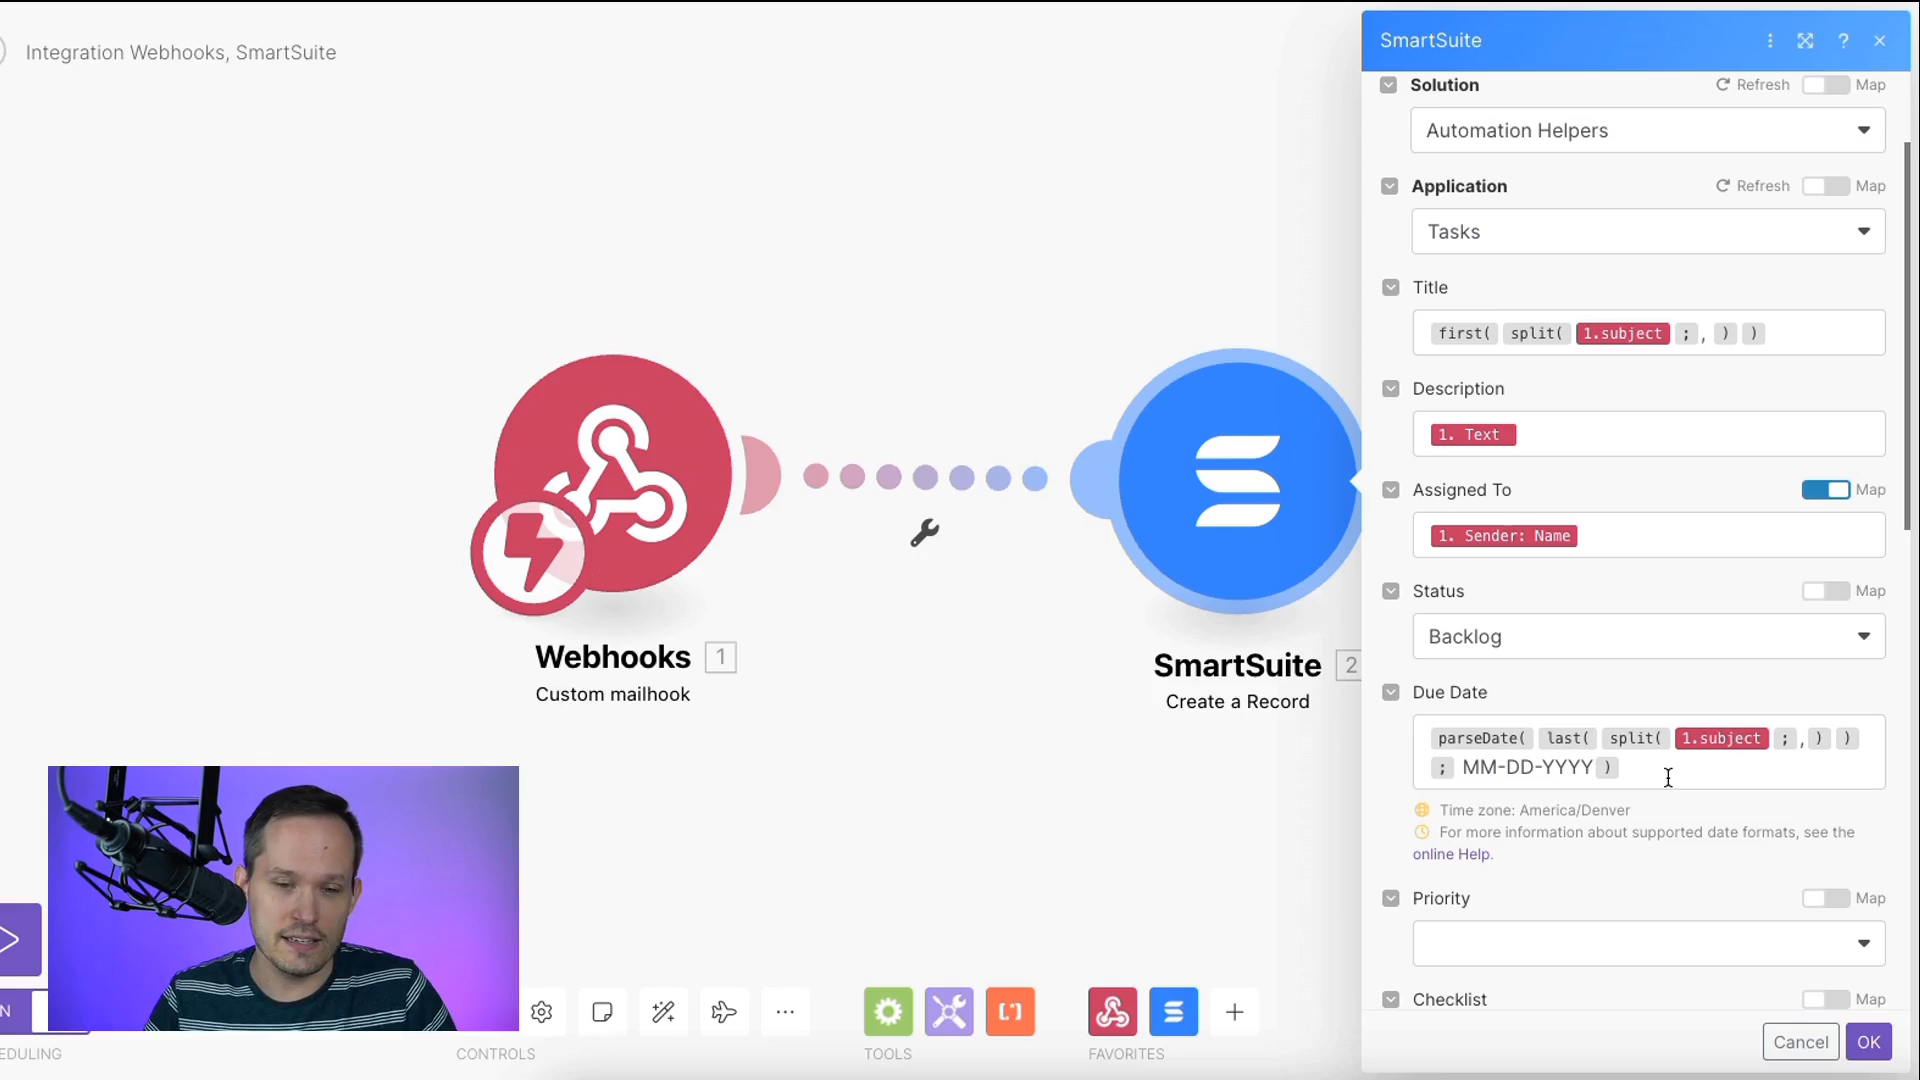 Integration Webhooks, SmartSuite
Webhooks 1
Custom mailhook
SmartSuite 2
Create a Record
N
EDULING
CONTROLS
TOOLS
[*]
FAVORITES
SmartSuite
?
Solution Refresh Map
Automation Helpers
Application Refresh Map
Tasks
Title
first( split( 1.subject ; , ) )
Description
1. Text
Assigned To Map
1. Sender: Name
Status Map
Backlog
Due Date
parseDate( last( split( 1.subject ; , ) )
; MM-DD-YYYY )
Time zone: America/Denver
For more information about supported date formats, see the
online Help.
Priority Map
Checklist Map
Cancel OK